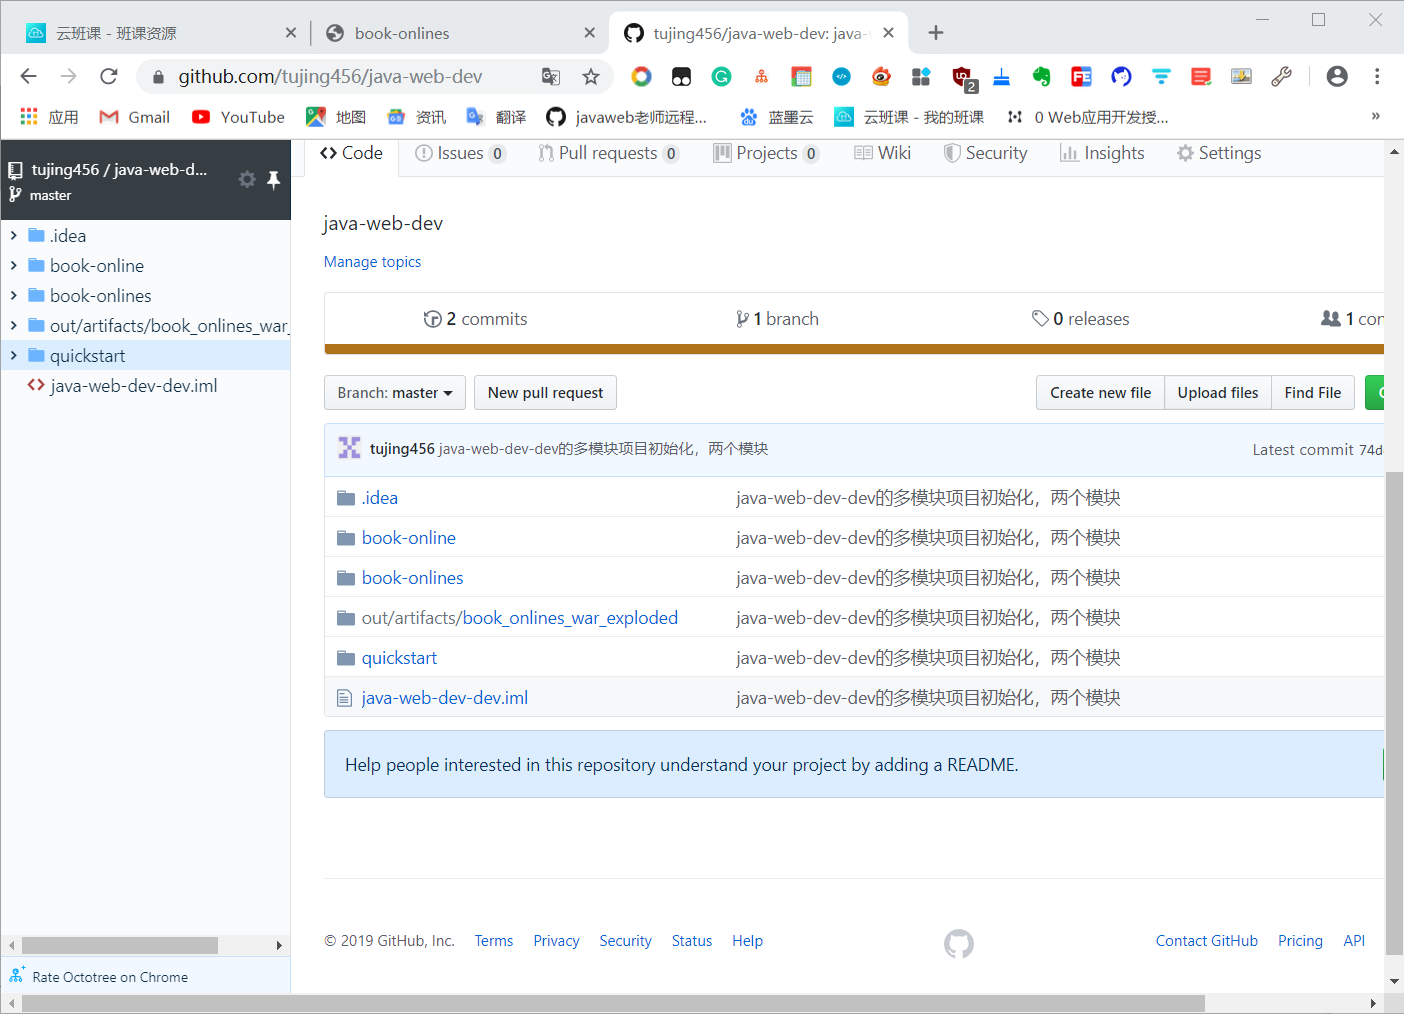 云班课 - 班课资源
book-onlines
tujing456/java-web-dev: java-w
github.com/tujing456/java-web-dev
2
应用
Gmail
YouTube
地图
资讯
翻译
javaweb老师远程...
蓝墨云
云班课 - 我的班课
0 Web应用开发授...
»
tujing456 / java-web-d...
master
.idea
book-online
book-onlines
out/artifacts/book_onlines_war_
quickstart
java-web-dev-dev.iml
Rate Octotree on Chrome
Code
Issues 0
Pull requests 0
Projects 0
Wiki
Security
Insights
Settings
java-web-dev
Manage topics
2 commits
1 branch
0 releases
1 con
Branch: master
New pull request
Create new file
Upload files
Find File
tujing456 java-web-dev-dev的多模块项目初始化，两个模块
Latest commit 74d
.idea java-web-dev-dev的多模块项目初始化，两个模块
book-online java-web-dev-dev的多模块项目初始化，两个模块
book-onlines java-web-dev-dev的多模块项目初始化，两个模块
out/artifacts/book_onlines_war_exploded java-web-dev-dev的多模块项目初始化，两个模块
quickstart java-web-dev-dev的多模块项目初始化，两个模块
java-web-dev-dev.iml java-web-dev-dev的多模块项目初始化，两个模块
Help people interested in this repository understand your project by adding a README.
© 2019 GitHub, Inc.
Terms
Privacy
Security
Status
Help
Contact GitHub
Pricing
API